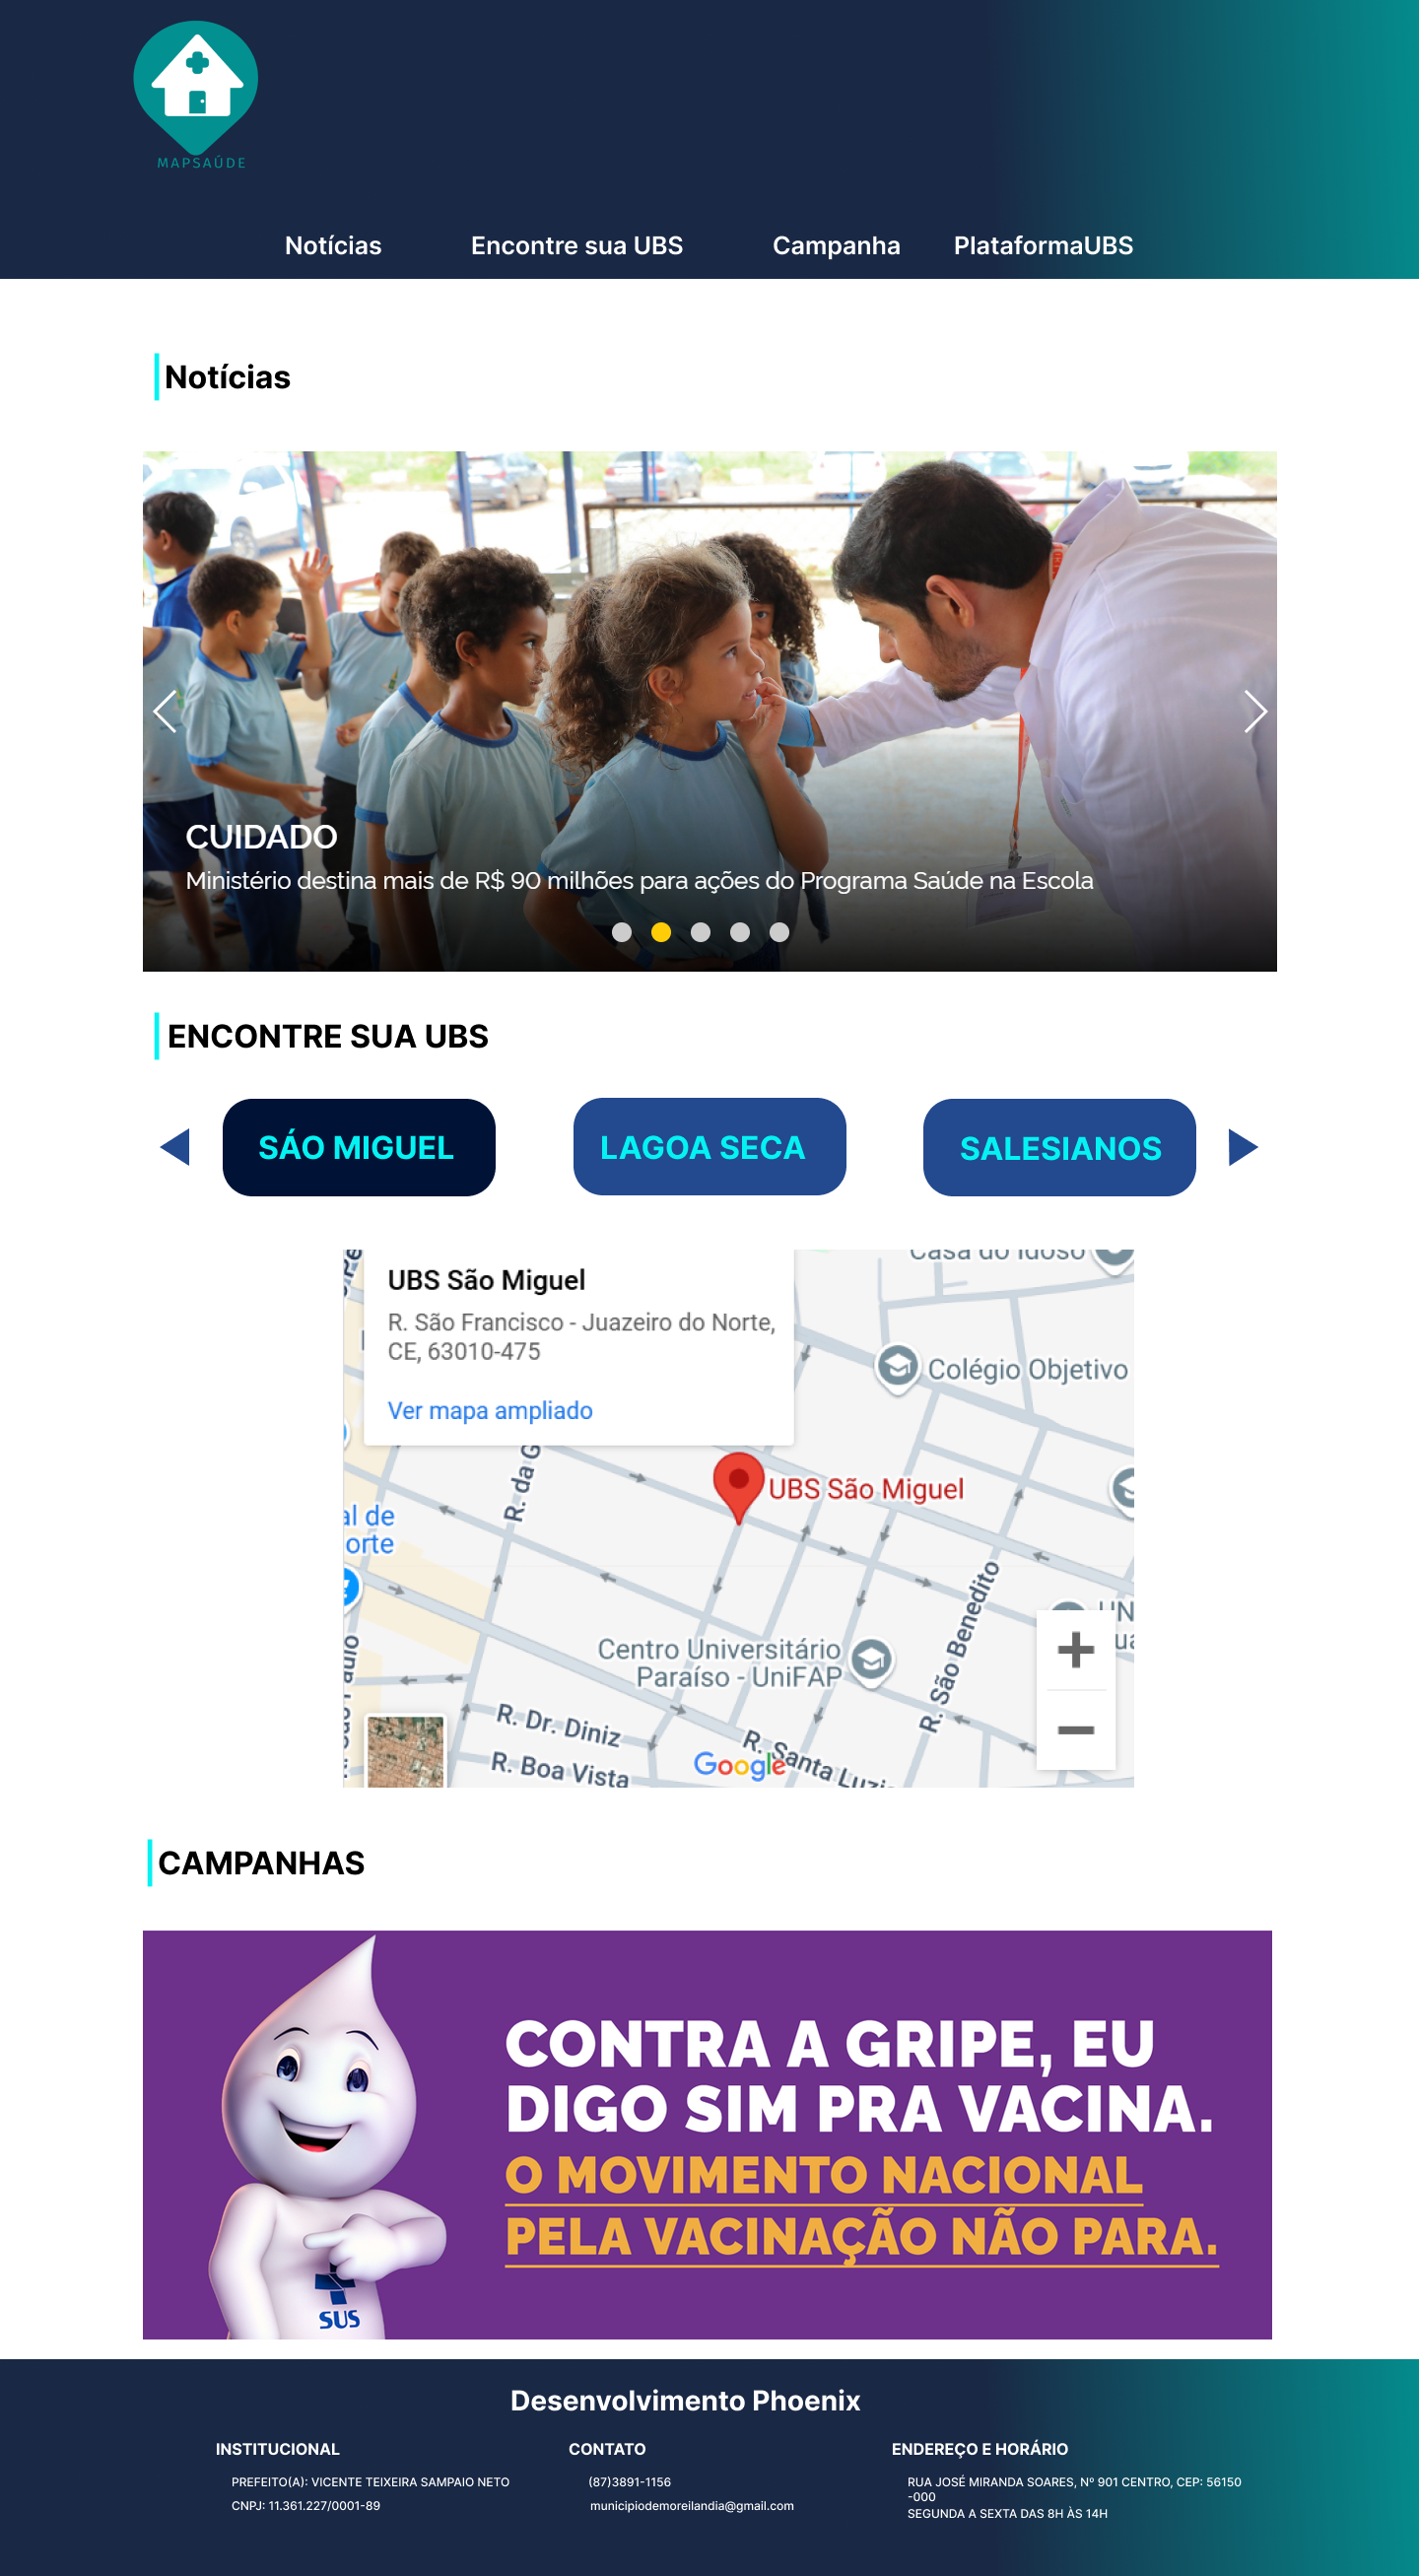 MAPSAÚDE
Notícias Encontre sua UBS Campanha PlataformaUBS
Notícias
CUIDADO
Ministério destina mais de R$ 90 milhões para ações do Programa Saúde na Escola
ENCONTRE SUA UBS
SÁO MIGUEL LAGOA SECA SALESIANOS
UBS São Miguel
R. São Francisco - Juazeiro do Norte,
CE, 63010-475
Ver mapa ampliado
Casa do Idoso
Colégio Objetivo
R. da G
UBS São Miguel
al de
orte
R. São Benedito
UN
Centro Universitário
Paraíso - UniFAP
R. Dr. Diniz
R. Boa Vista
R. Santa Luzi
Google
CAMPANHAS
CONTRA A GRIPE, EU
DIGO SIM PRA VACINA.
O MOVIMENTO NACIONAL
PELA VACINAÇÃO NÃO PARA.
SUS
Desenvolvimento Phoenix
INSTITUCIONAL
PREFEITO(A): VICENTE TEIXEIRA SAMPAIO NETO
CNPJ: 11.361.227/0001-89
CONTATO
(87)3891-1156
municipiodemoreilandia@gmail.com
ENDEREÇO E HORÁRIO
RUA JOSÉ MIRANDA SOARES, Nº 901 CENTRO, CEP: 56150
-000
SEGUNDA A SEXTA DAS 8H ÀS 14H